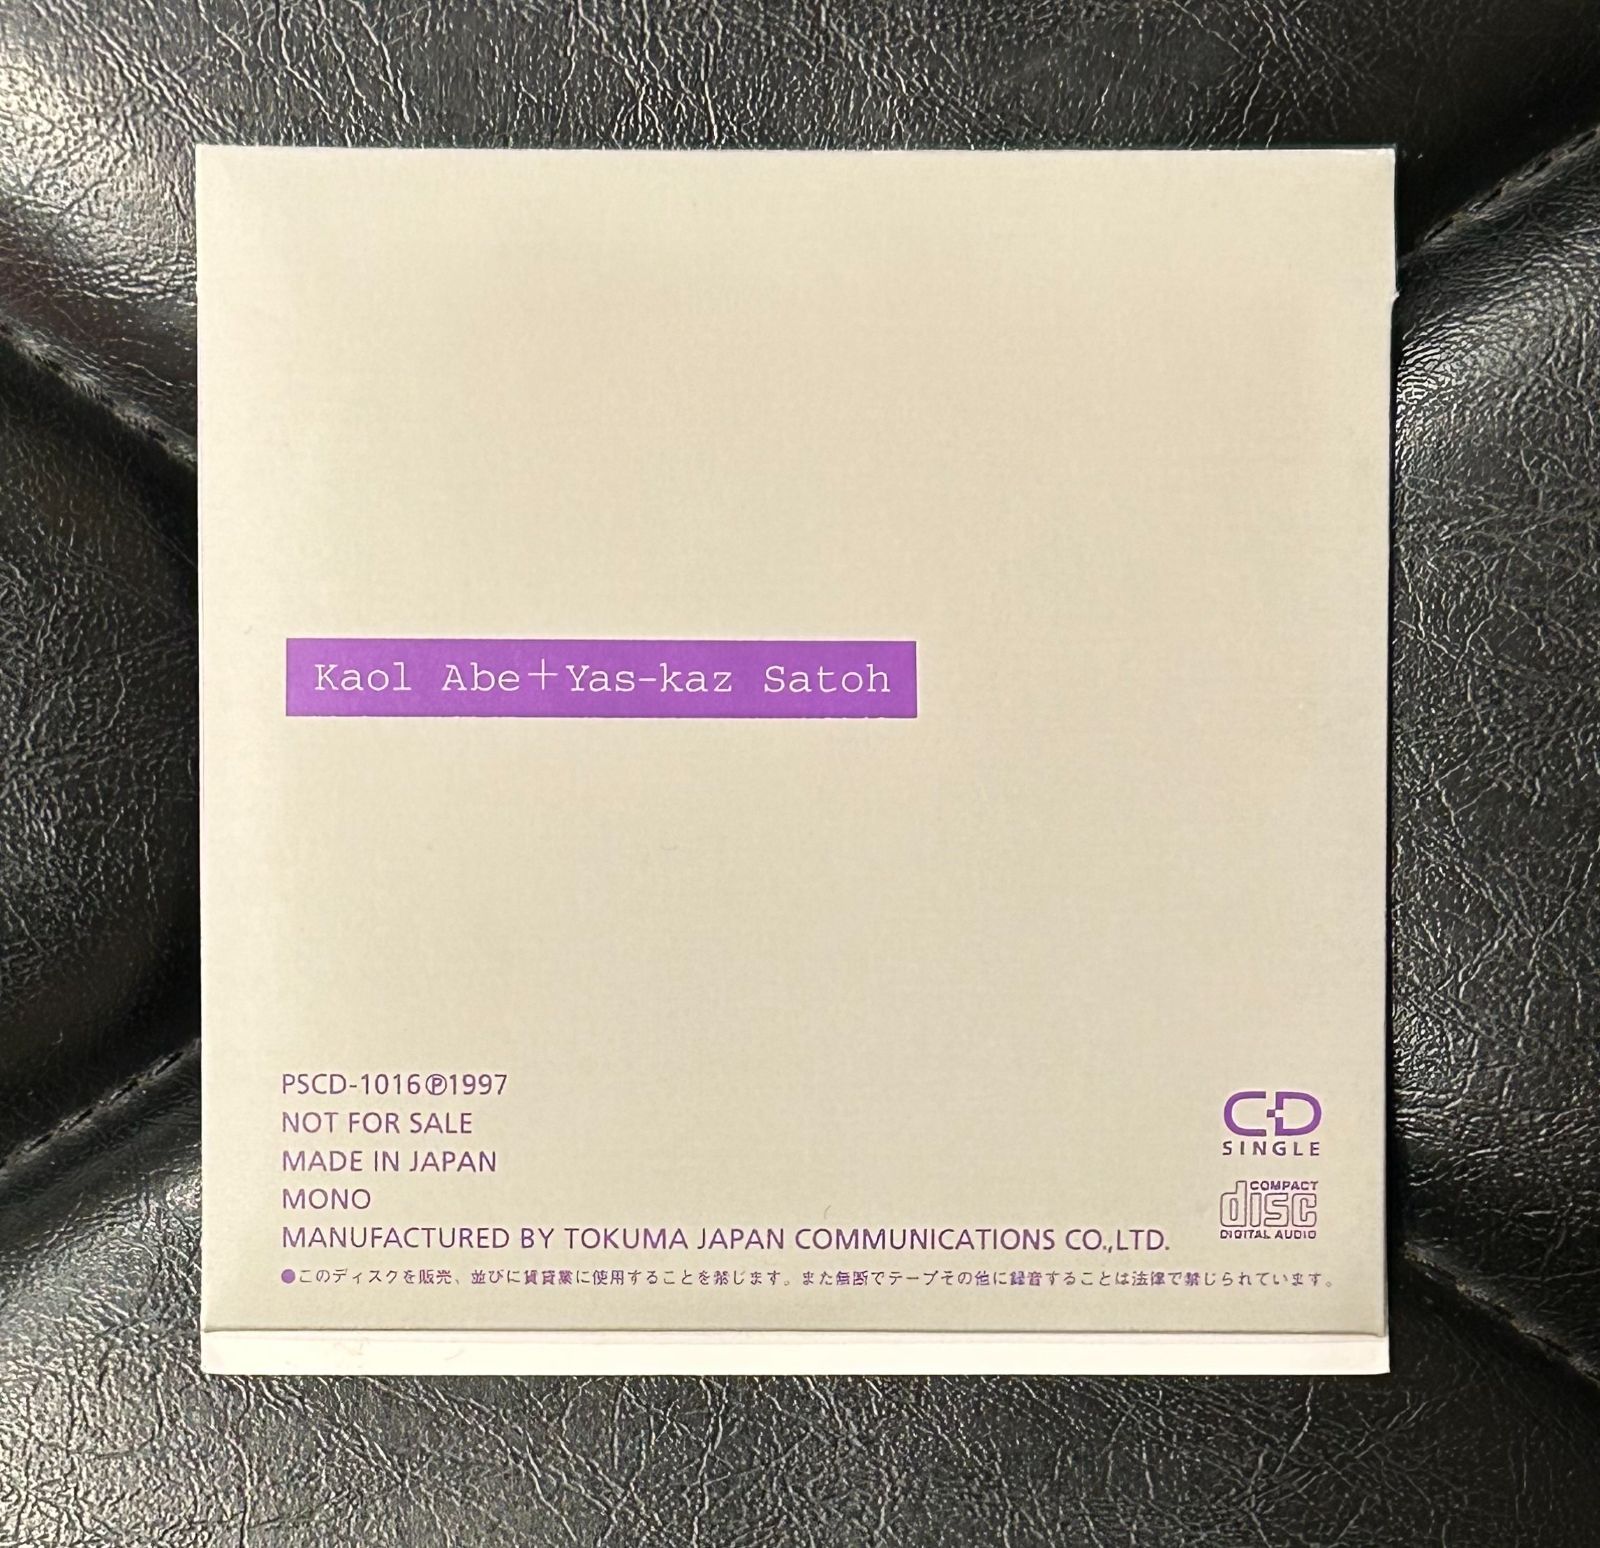 Kaol Abe+Yas-kaz Satoh
PSCD-1016℗1997
NOT FOR SALE
MADE IN JAPAN
MONO
MANUFACTURED BY TOKUMA JAPAN COMMUNICATIONS CO.,LTD.
●このディスクを販売、並びに賃貸業に使用することを禁じます。また無断でテープその他に録音することは法律で禁じられています。
CD
SINGLE
COMPACT
disc
DIGITAL AUDIO